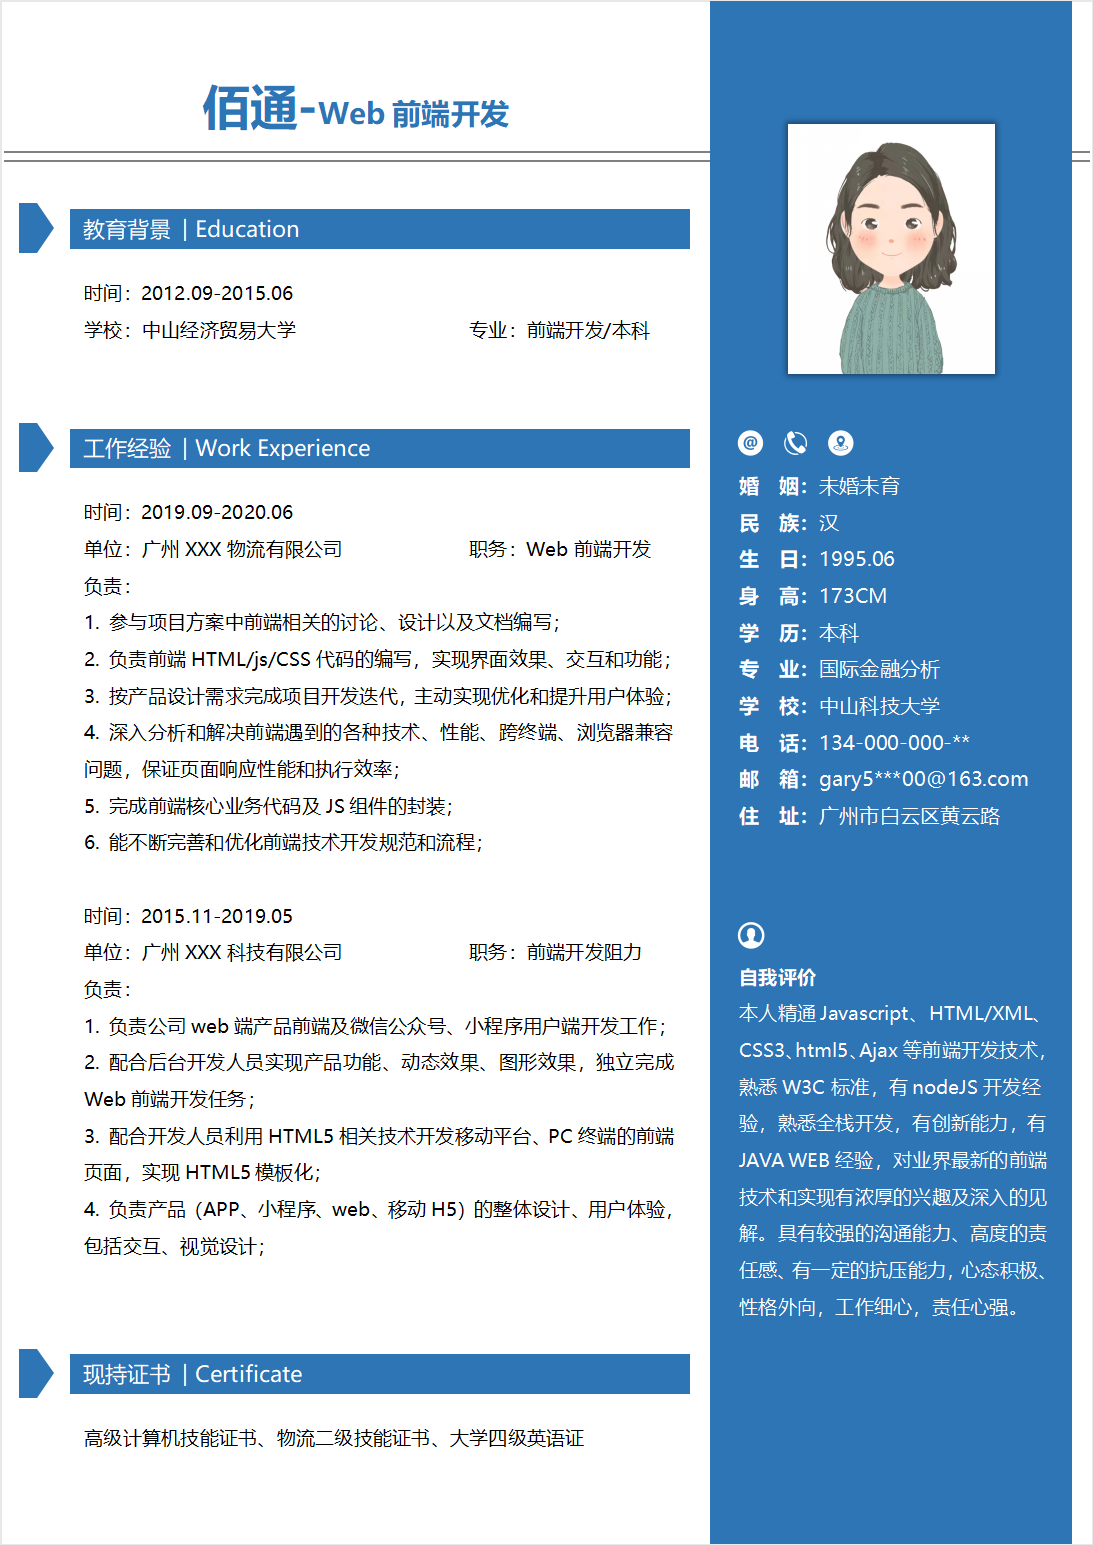 佰通-Web 前端开发
教育背景 | Education
时间：2012.09-2015.06
学校：中山经济贸易大学 专业：前端开发/本科
工作经验 | Work Experience
时间：2019.09-2020.06
单位：广州 XXX 物流有限公司 职务：Web 前端开发
负责：
1. 参与项目方案中前端相关的讨论、设计以及文档编写；
2. 负责前端 HTML/js/CSS 代码的编写，实现界面效果、交互和功能；
3. 按产品设计需求完成项目开发迭代，主动实现优化和提升用户体验；
4. 深入分析和解决前端遇到的各种技术、性能、跨终端、浏览器兼容
问题，保证页面响应性能和执行效率；
5. 完成前端核心业务代码及 JS 组件的封装；
6. 能不断完善和优化前端技术开发规范和流程；
时间：2015.11-2019.05
单位：广州 XXX 科技有限公司 职务：前端开发阻力
负责：
1. 负责公司 web 端产品前端及微信公众号、小程序用户端开发工作；
2. 配合后台开发人员实现产品功能、动态效果、图形效果，独立完成
Web 前端开发任务；
3. 配合开发人员利用 HTML5 相关技术开发移动平台、PC 终端的前端
页面，实现 HTML5 模板化；
4. 负责产品（APP、小程序、web、移动 H5）的整体设计、用户体验，
包括交互、视觉设计；
现持证书 | Certificate
高级计算机技能证书、物流二级技能证书、大学四级英语证
婚 姻：未婚未育
民 族：汉
生 日：1995.06
身 高：173CM
学 历：本科
专 业：国际金融分析
学 校：中山科技大学
电 话：134-000-000-**
邮 箱：gary5***00@163.com
住 址：广州市白云区黄云路
自我评价
本人精通 Javascript、HTML/XML、
CSS3、html5、Ajax 等前端开发技术，
熟悉 W3C 标准，有 nodeJS 开发经
验，熟悉全栈开发，有创新能力，有
JAVA WEB 经验，对业界最新的前端
技术和实现有浓厚的兴趣及深入的见
解。具有较强的沟通能力、高度的责
任感、有一定的抗压能力，心态积极、
性格外向，工作细心，责任心强。